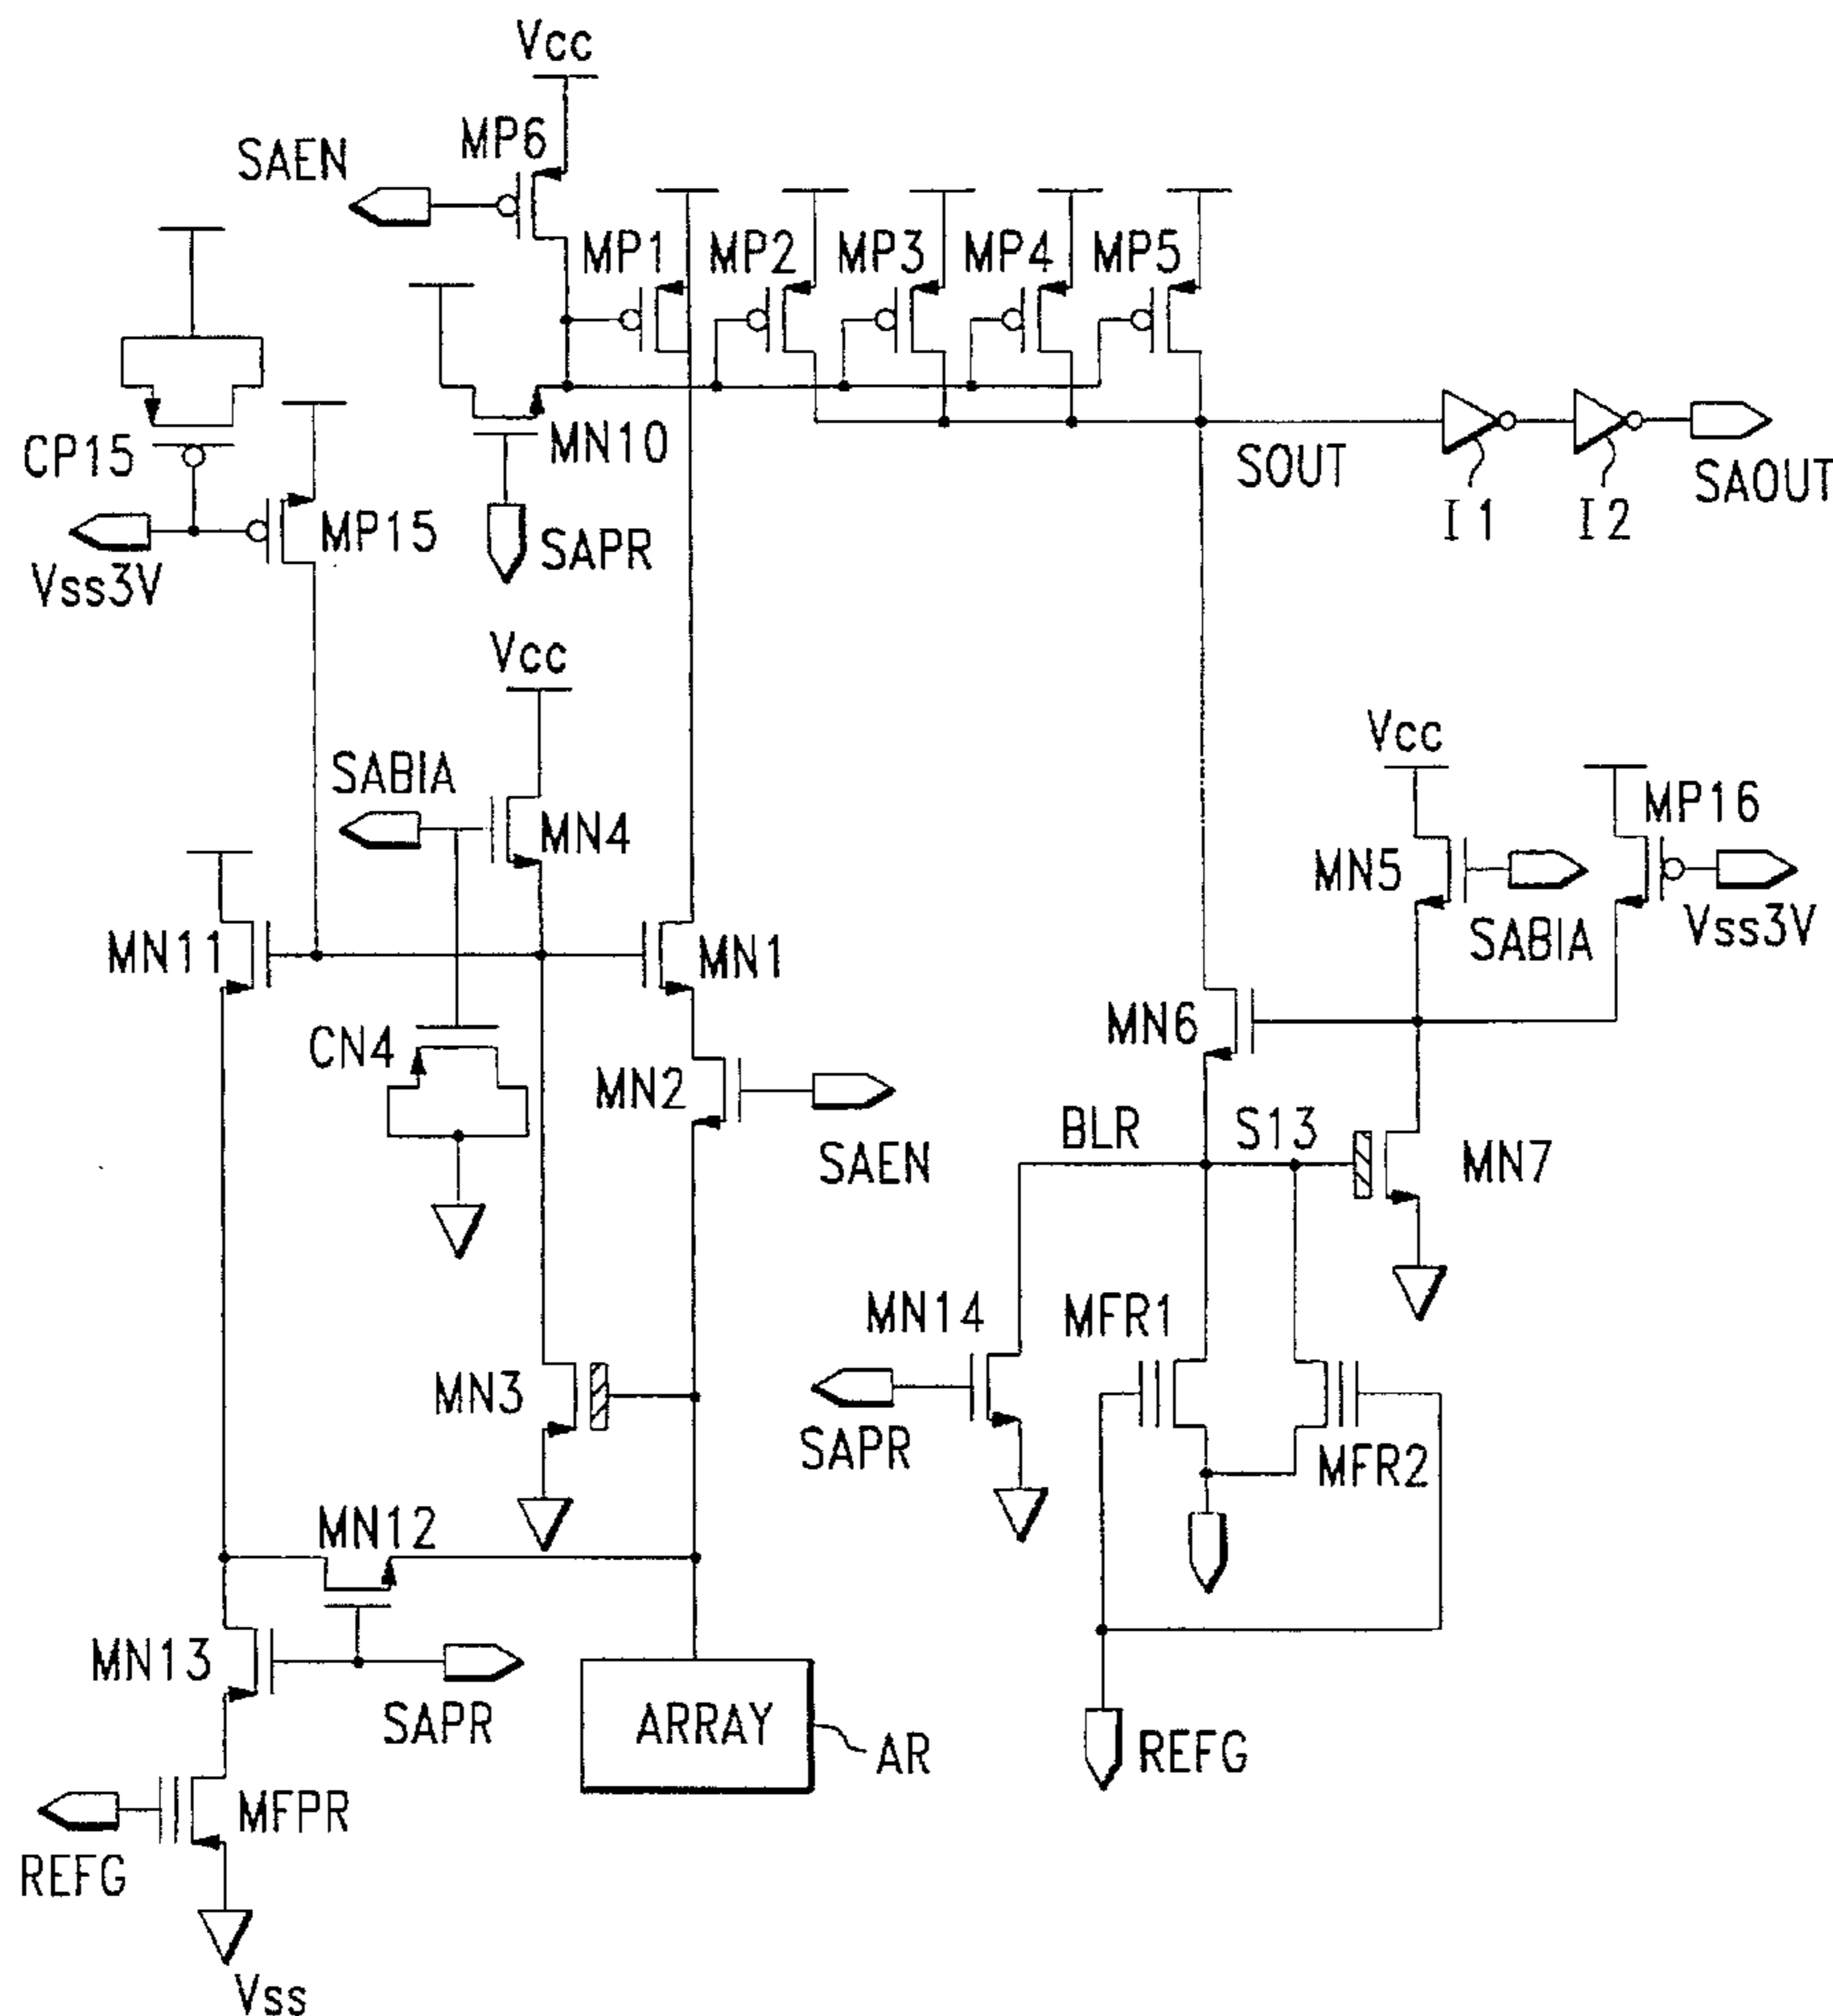 Vcc
MP6
SAEN
MP1 MP2 MP3 MP4 MP5
CP15
MN10
SOUT
SAOUT
I1 I2
MP15
Vss3V
SAPR
Vcc
SABIA
MN4
Vcc
MP16
MN5
SABIA
Vss3V
MN11
MN1
MN6
CN4
MN2
SAEN
BLR
S13
MN7
MN14
MFR1
MN3
SAPR
MFR2
MN12
MN13
SAPR
ARRAY
AR
REFG
MFPR
REFG
Vss